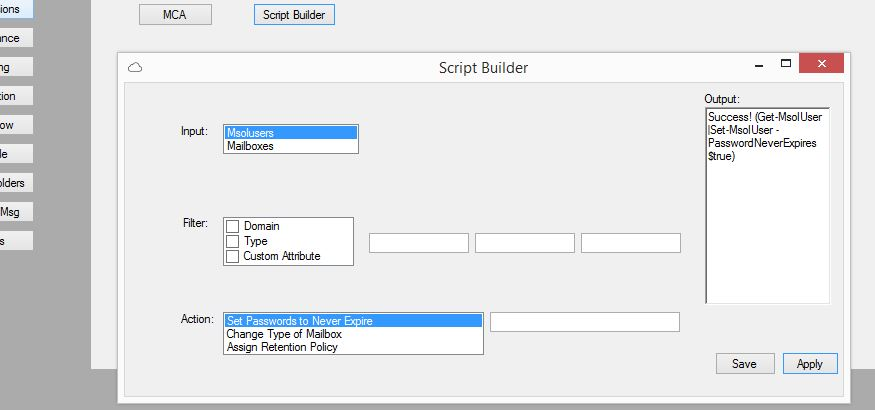 ions
MCA
Script Builder
ance
ng
tion
ow
le
olders
Msg
s
Script Builder
Output:
Success! (Get-MsolUser
|Set-MsolUser -
PasswordNeverExpires
$true)
Input:
Msolusers
Mailboxes
Filter:
Domain
Type
Custom Attribute
Action:
Set Passwords to Never Expire
Change Type of Mailbox
Assign Retention Policy
Save
Apply